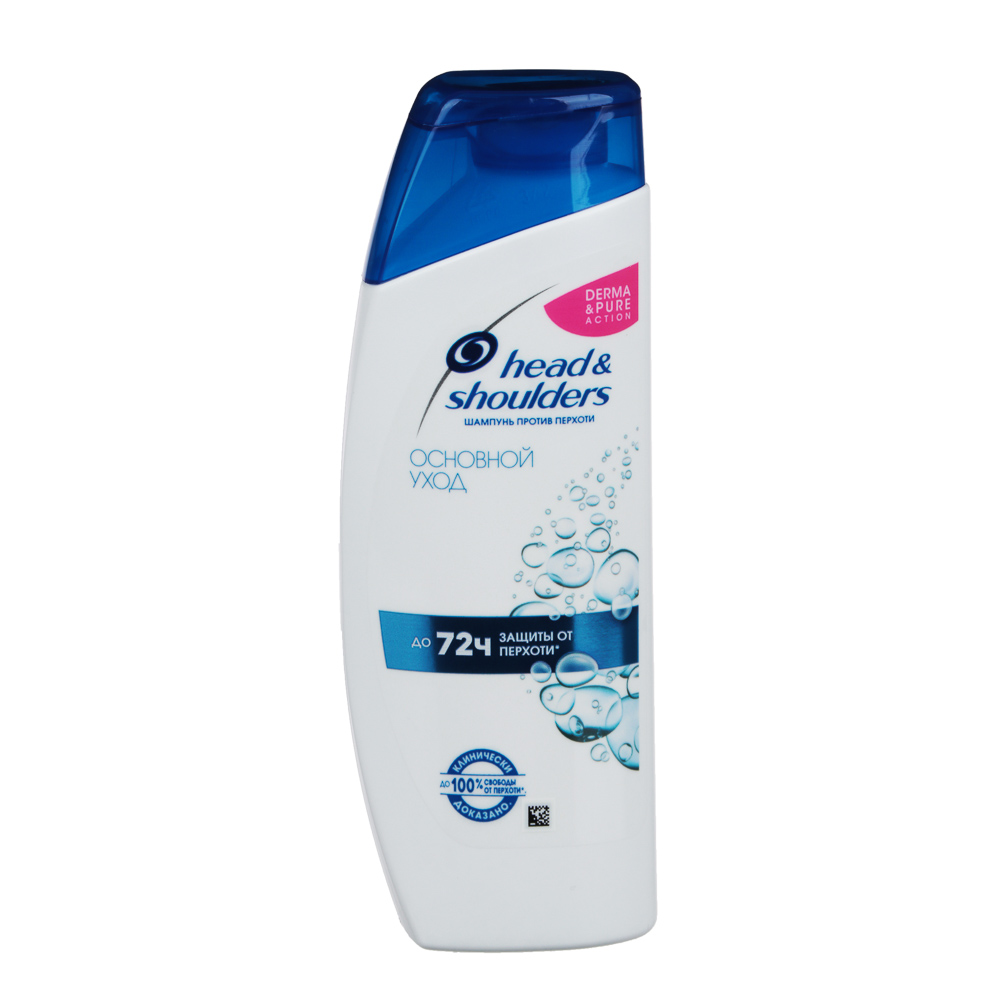 DERMA
&PURE
ACTION
head&
shoulders
ШАМПУНЬ ПРОТИВ ПЕРХОТИ
ОСНОВНОЙ
УХОД
ДО 72ч ЗАЩИТЫ ОТ
ПЕРХОТИ*
КЛИНИЧЕСКИ
ДО 100% СВОБОДЫ
ОТ ПЕРХОТИ*.
ДОКАЗАНО.